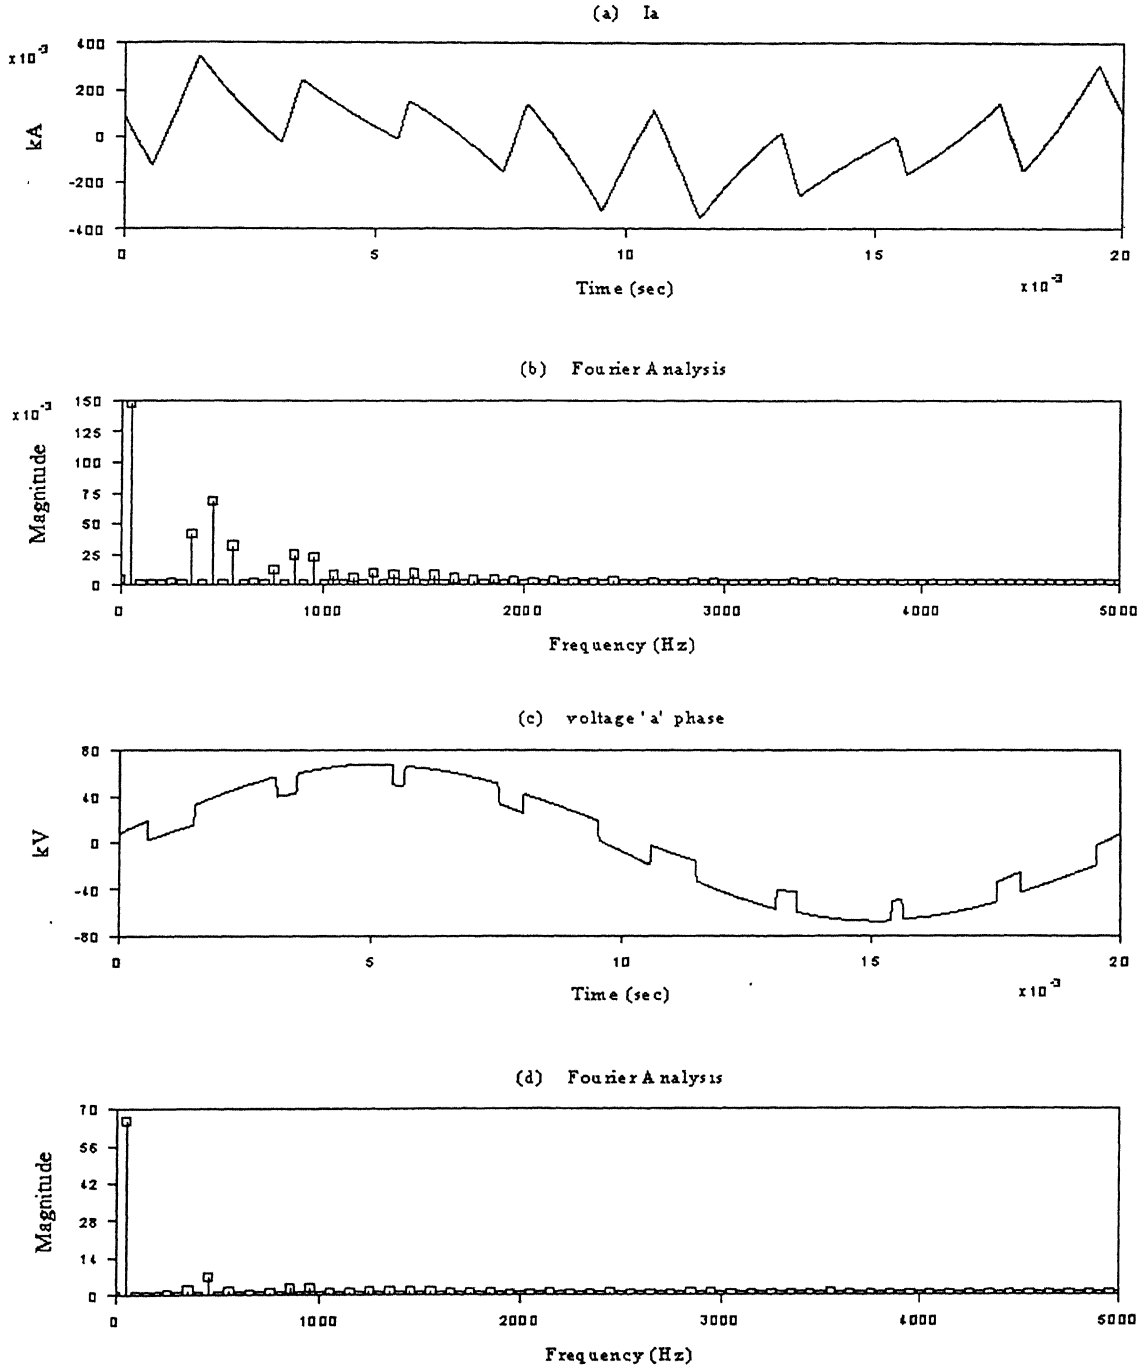 (a) Ia
x10⁻³
400
200
0
-200
-400
kA
0 5 10 15 20
Time (sec)
x10⁻³
(b) Fourier Analysis
x10⁻³
150
125
100
75
50
25
0
Magnitude
0 1000 2000 3000 4000 5000
Frequency (Hz)
(c) voltage 'a' phase
80
40
0
-40
-80
kV
0 5 10 15 20
Time (sec)
x10⁻³
(d) Fourier Analysis
70
56
42
28
14
0
Magnitude
0 1000 2000 3000 4000 5000
Frequency (Hz)